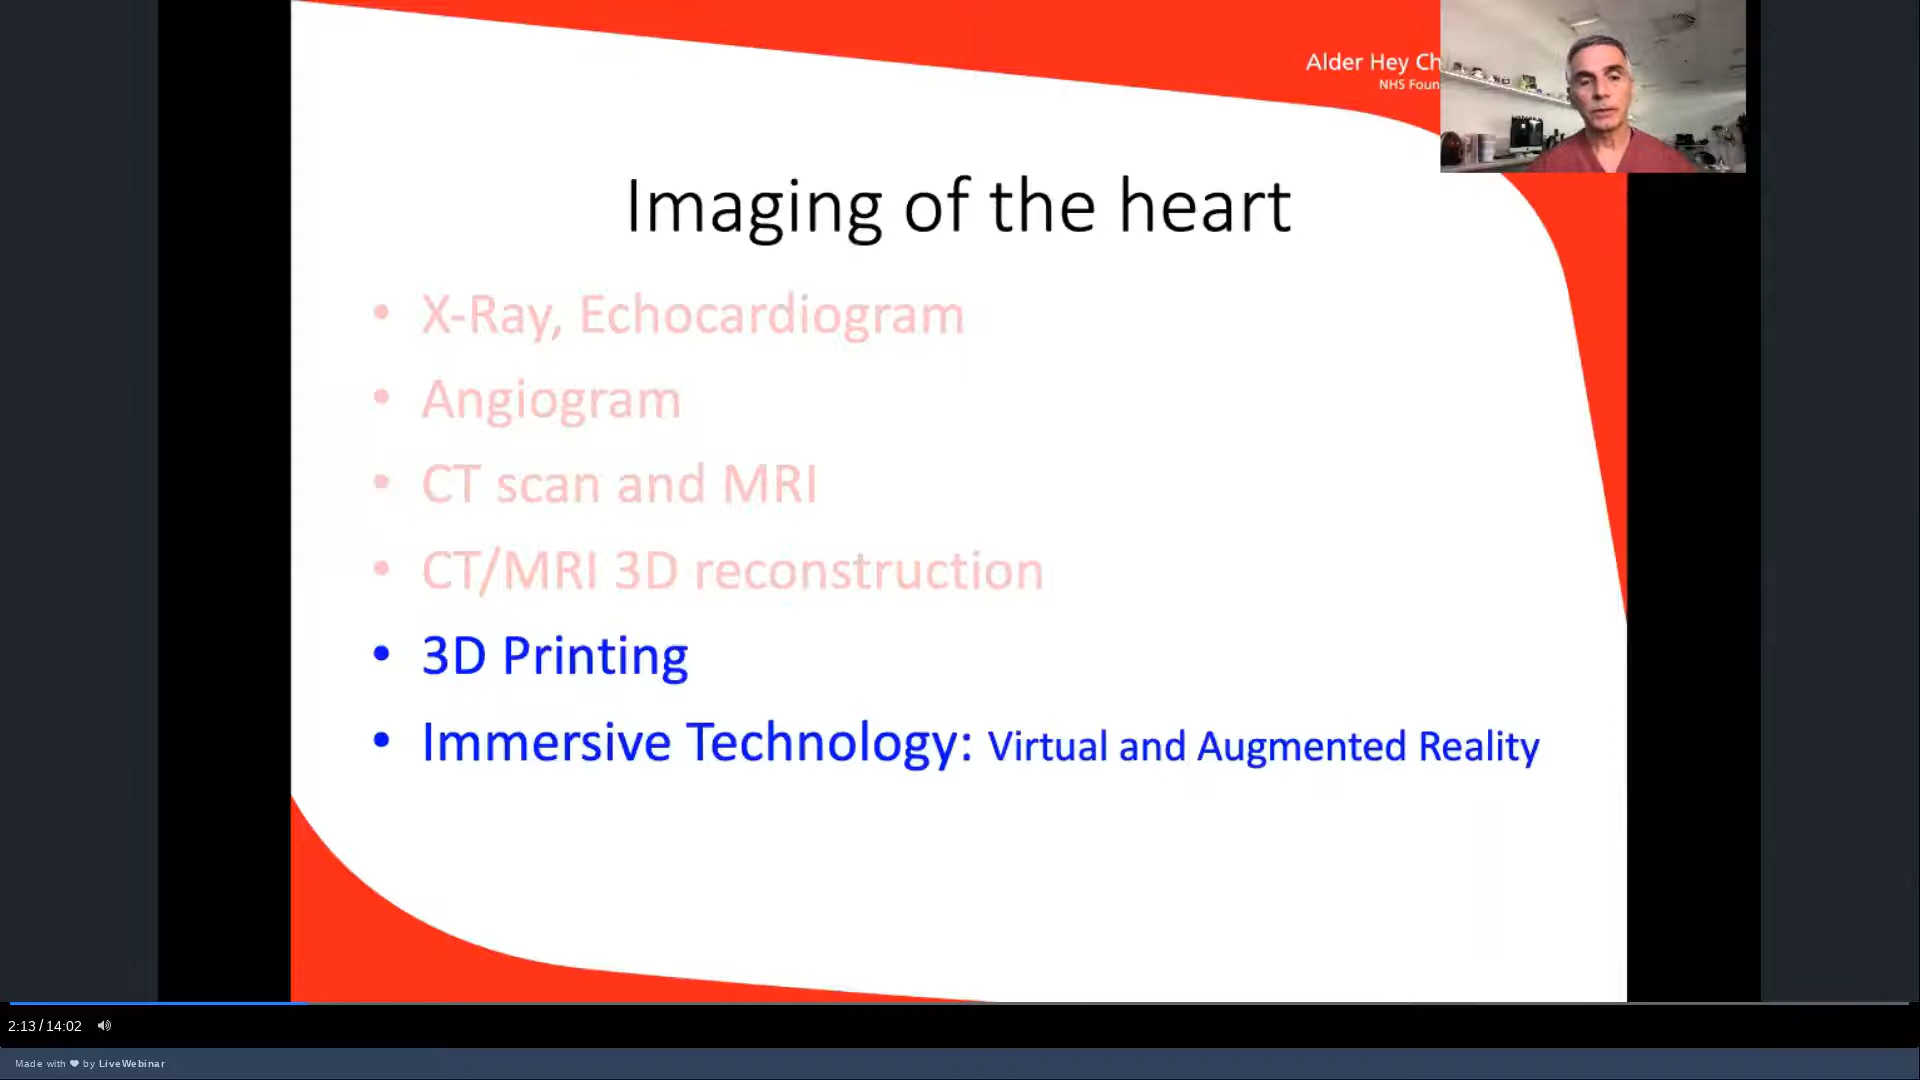 Alder Hey Ch
NHS Foun
Imaging of the heart
• X-Ray, Echocardiogram
• Angiogram
• CT scan and MRI
• CT/MRI 3D reconstruction
• 3D Printing
• Immersive Technology: Virtual and Augmented Reality
2:13 / 14:02
Made with ❤ by LiveWebinar